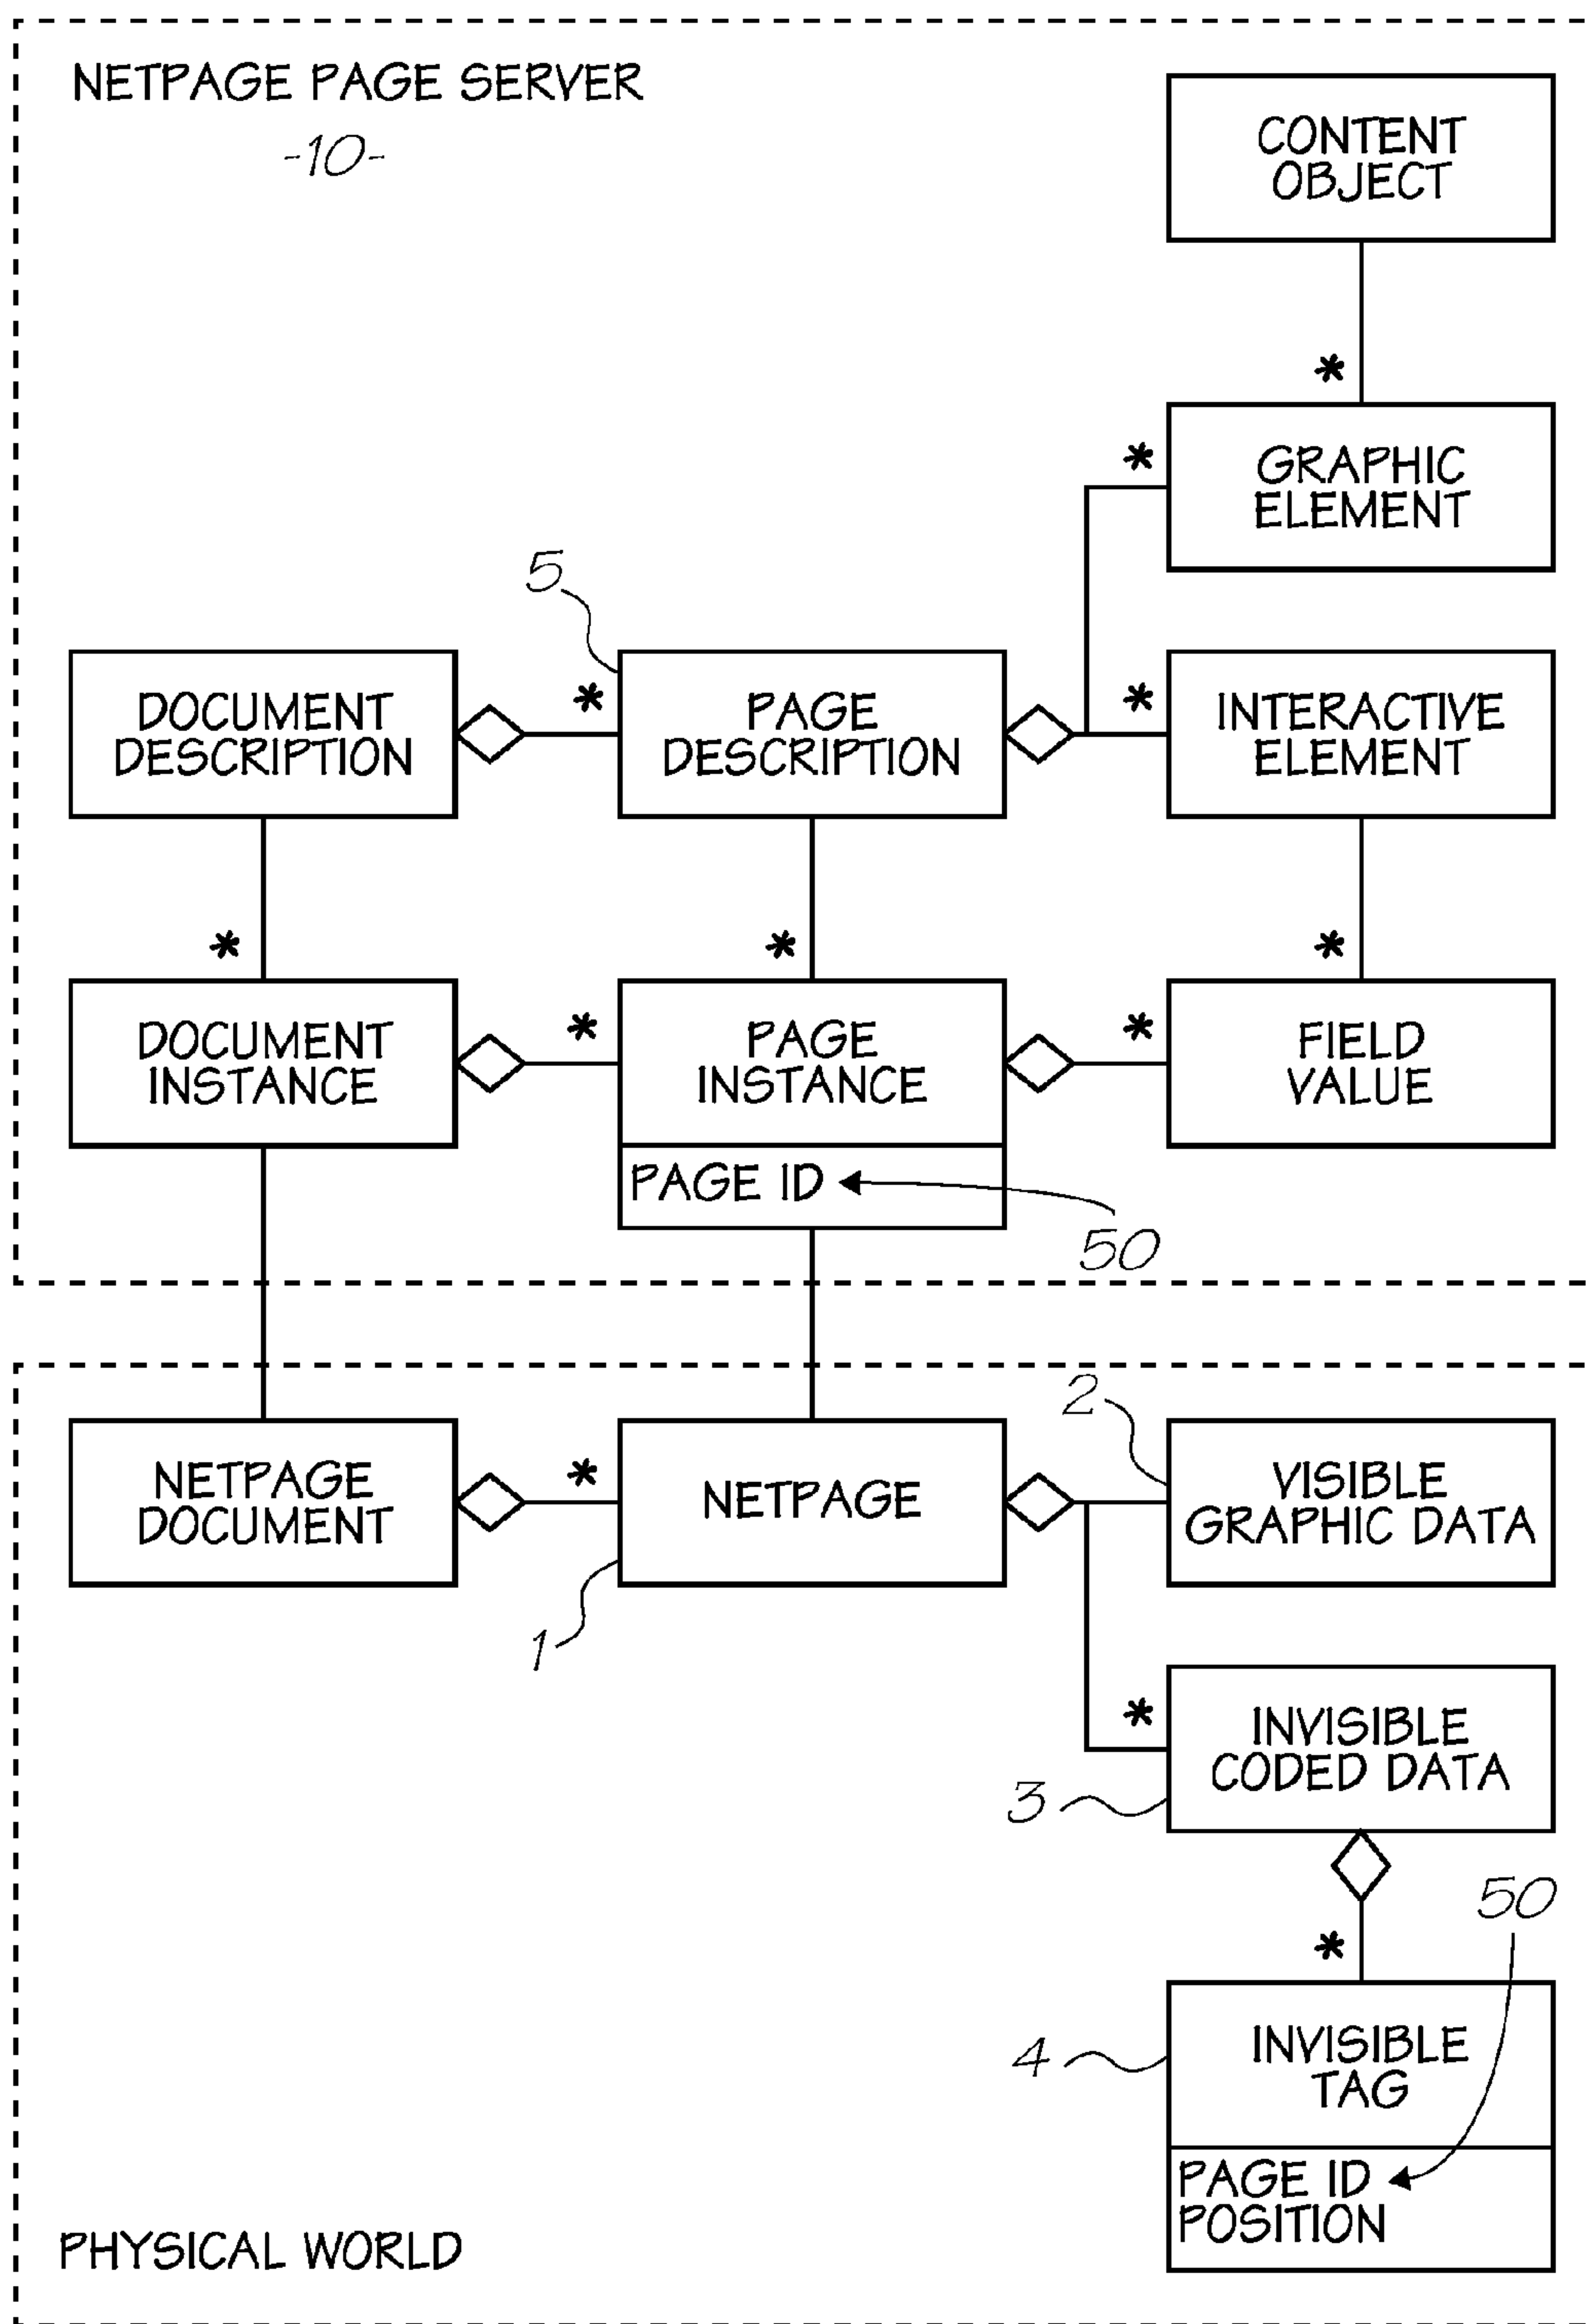 NETPAGE PAGE SERVER
-10-
CONTENT
OBJECT
*
*
GRAPHIC
ELEMENT
5
DOCUMENT
DESCRIPTION
*
PAGE
DESCRIPTION
*
INTERACTIVE
ELEMENT
*
*
*
DOCUMENT
INSTANCE
*
PAGE
INSTANCE
*
FIELD
VALUE
PAGE ID
50
2
NETPAGE
DOCUMENT
*
NETPAGE
VISIBLE
GRAPHIC DATA
1
*
INVISIBLE
CODED DATA
3
50
*
4
INVISIBLE
TAG
PAGE ID
POSITION
PHYSICAL WORLD